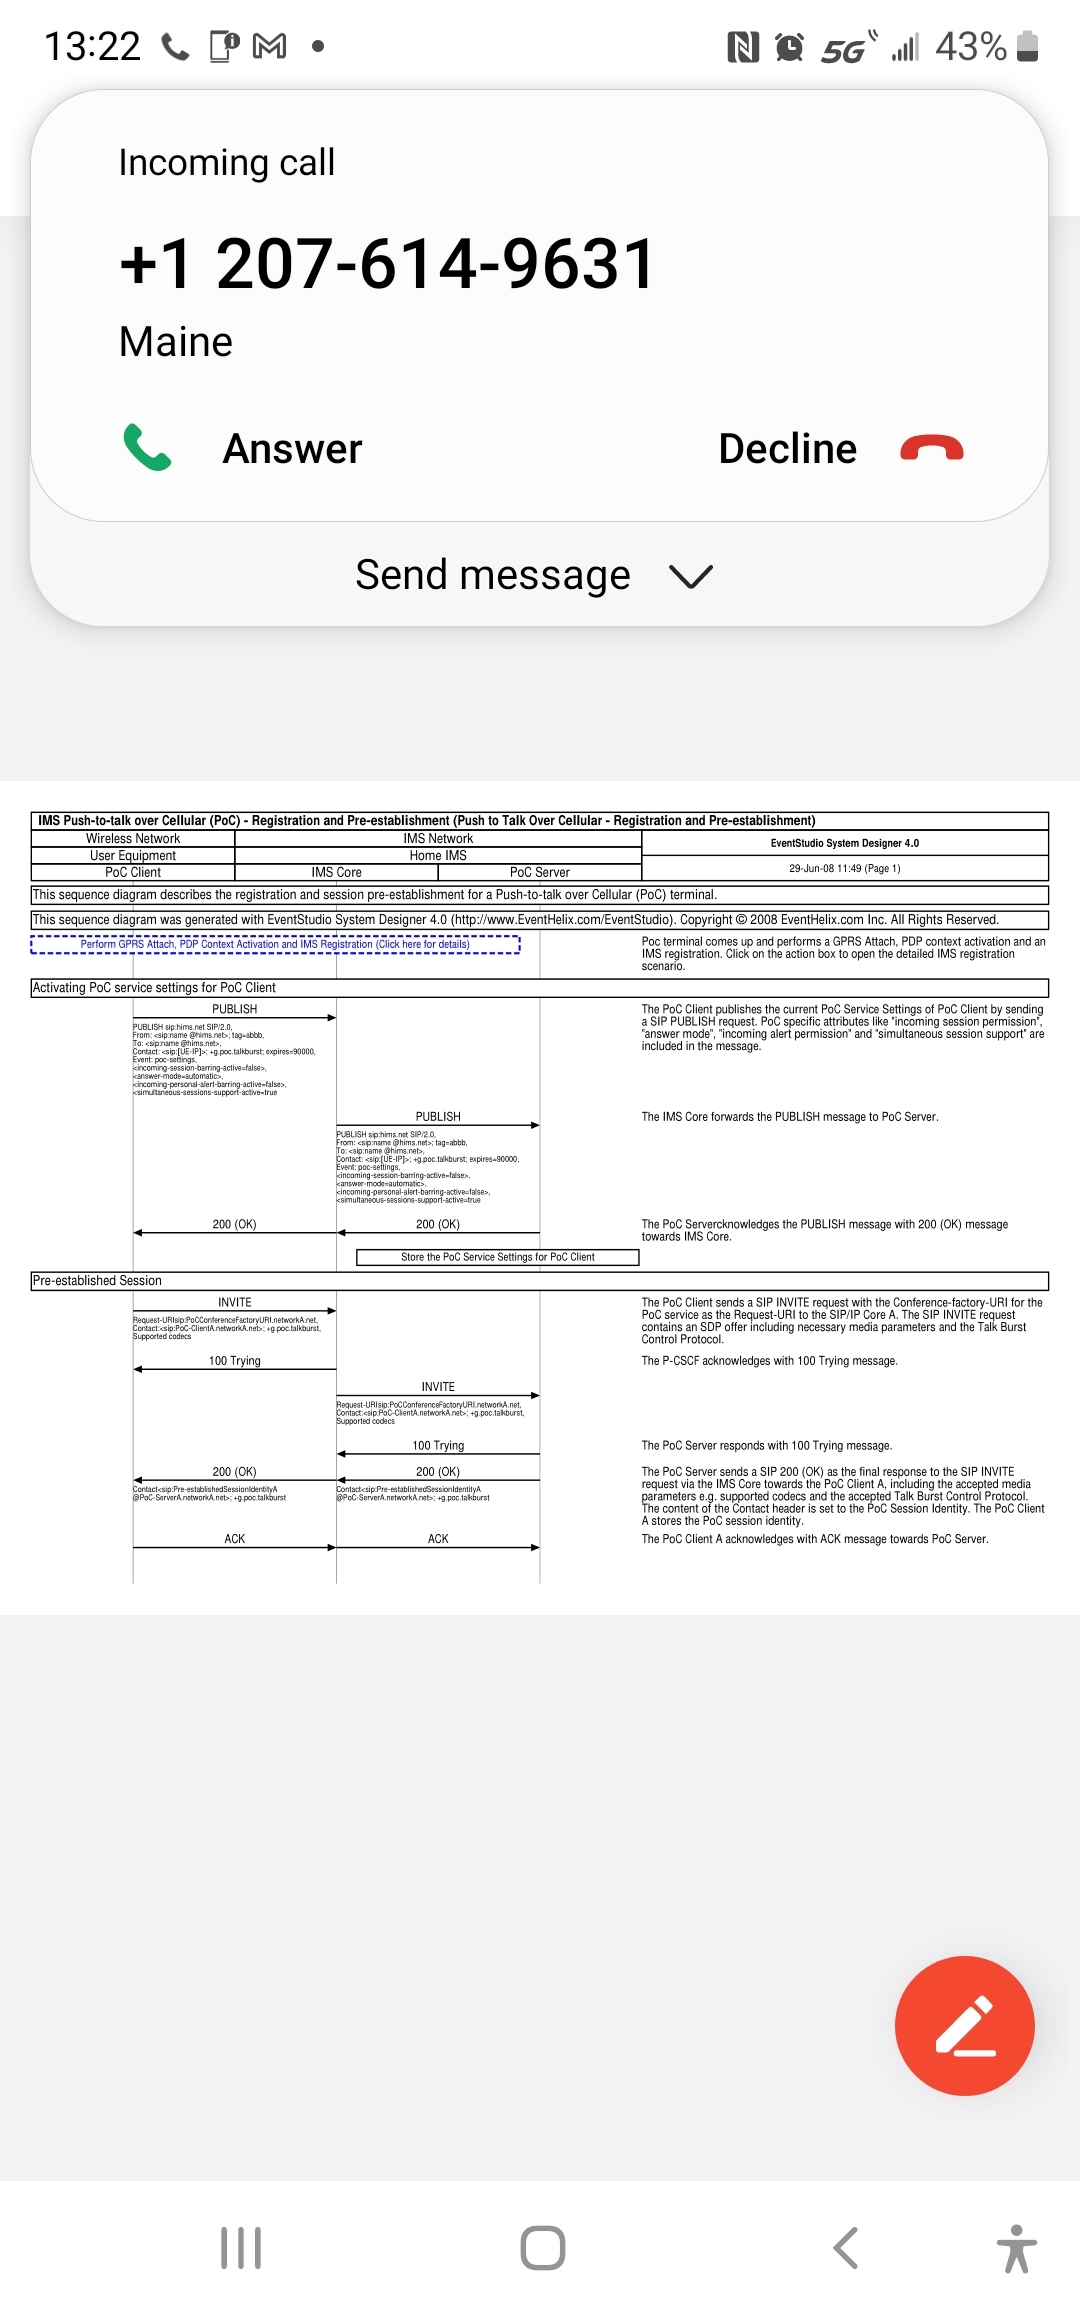 13:22
5G 43%
Incoming call
+1 207-614-9631
Maine
Answer Decline
Send message
IMS Push-to-talk over Cellular (PoC) - Registration and Pre-establishment (Push to Talk Over Cellular - Registration and Pre-establishment)
Wireless Network IMS Network EventStudio System Designer 4.0
User Equipment Home IMS
PoC Client IMS Core PoC Server 29-Jun-08 11:49 (Page 1)
This sequence diagram describes the registration and session pre-establishment for a Push-to-talk over Cellular (PoC) terminal.
This sequence diagram was generated with EventStudio System Designer 4.0 (http://www.EventHelix.com/EventStudio). Copyright © 2008 EventHelix.com Inc. All Rights Reserved.
Perform GPRS Attach, PDP Context Activation and IMS Registration (Click here for details)
Poc terminal comes up and performs a GPRS Attach, PDP context activation and an
IMS registration. Click on the action box to open the detailed IMS registration
scenario.
Activating PoC service settings for PoC Client
PUBLISH
PUBLISH sip:hims.net SIP/2.0,
From: <sip:name @hims.net>; tag=abbb,
To: <sip:name @hims.net>,
Contact: <sip:[UE-IP]>; +g.poc.talkburst; expires=90000,
Event: poc-settings,
<incoming-session-barring-active=false>,
<answer-mode=automatic>,
<incoming-personal-alert-barring-active=false>,
<simultaneous-sessions-support-active=true
The PoC Client publishes the current PoC Service Settings of PoC Client by sending
a SIP PUBLISH request. PoC specific attributes like "incoming session permission",
"answer mode", "incoming alert permission" and "simultaneous session support" are
included in the message.
PUBLISH
PUBLISH sip:hims.net SIP/2.0,
From: <sip:name @hims.net>; tag=abbb,
To: <sip:name @hims.net>,
Contact: <sip:[UE-IP]>; +g.poc.talkburst; expires=90000,
Event: poc-settings,
<incoming-session-barring-active=false>,
<answer-mode=automatic>,
<incoming-personal-alert-barring-active=false>,
<simultaneous-sessions-support-active=true
The IMS Core forwards the PUBLISH message to PoC Server.
200 (OK) 200 (OK)
The PoC Servercknowledges the PUBLISH message with 200 (OK) message
towards IMS Core.
Store the PoC Service Settings for PoC Client
Pre-established Session
INVITE
Request-URIsip:PoCConferenceFactoryURI.networkA.net,
Contact:<sip:PoC-ClientA.networkA.net>; +g.poc.talkburst,
Supported codecs
The PoC Client sends a SIP INVITE request with the Conference-factory-URI for the
PoC service as the Request-URI to the SIP/IP Core A. The SIP INVITE request
contains an SDP offer including necessary media parameters and the Talk Burst
Control Protocol.
100 Trying
The P-CSCF acknowledges with 100 Trying message.
INVITE
Request-URIsip:PoCConferenceFactoryURI.networkA.net,
Contact:<sip:PoC-ClientA.networkA.net>; +g.poc.talkburst,
Supported codecs
100 Trying
The PoC Server responds with 100 Trying message.
200 (OK) 200 (OK)
Contact<sip:Pre-establishedSessionIdentityA
@PoC-ServerA.networkA.net>; +g.poc.talkburst
Contact<sip:Pre-establishedSessionIdentityA
@PoC-ServerA.networkA.net>; +g.poc.talkburst
The PoC Server sends a SIP 200 (OK) as the final response to the SIP INVITE
request via the IMS Core towards the PoC Client A, including the accepted media
parameters e.g. supported codecs and the accepted Talk Burst Control Protocol.
The content of the Contact header is set to the PoC Session Identity. The PoC Client
A stores the PoC session identity.
ACK ACK
The PoC Client A acknowledges with ACK message towards PoC Server.